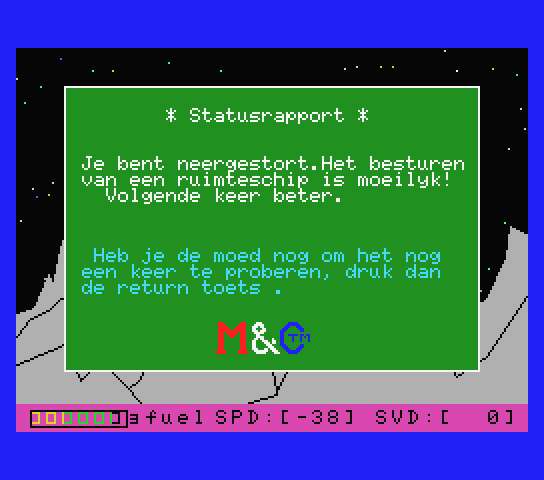 * Statusrapport *
Je bent neergestort.Het besturen
van een ruimteschip is moeilyk!
Volgende keer beter.
Heb je de moed nog om het nog
een keer te proberen, druk dan
de return toets .
M&C™
fuel SPD:[-38] SVD:[ 0]